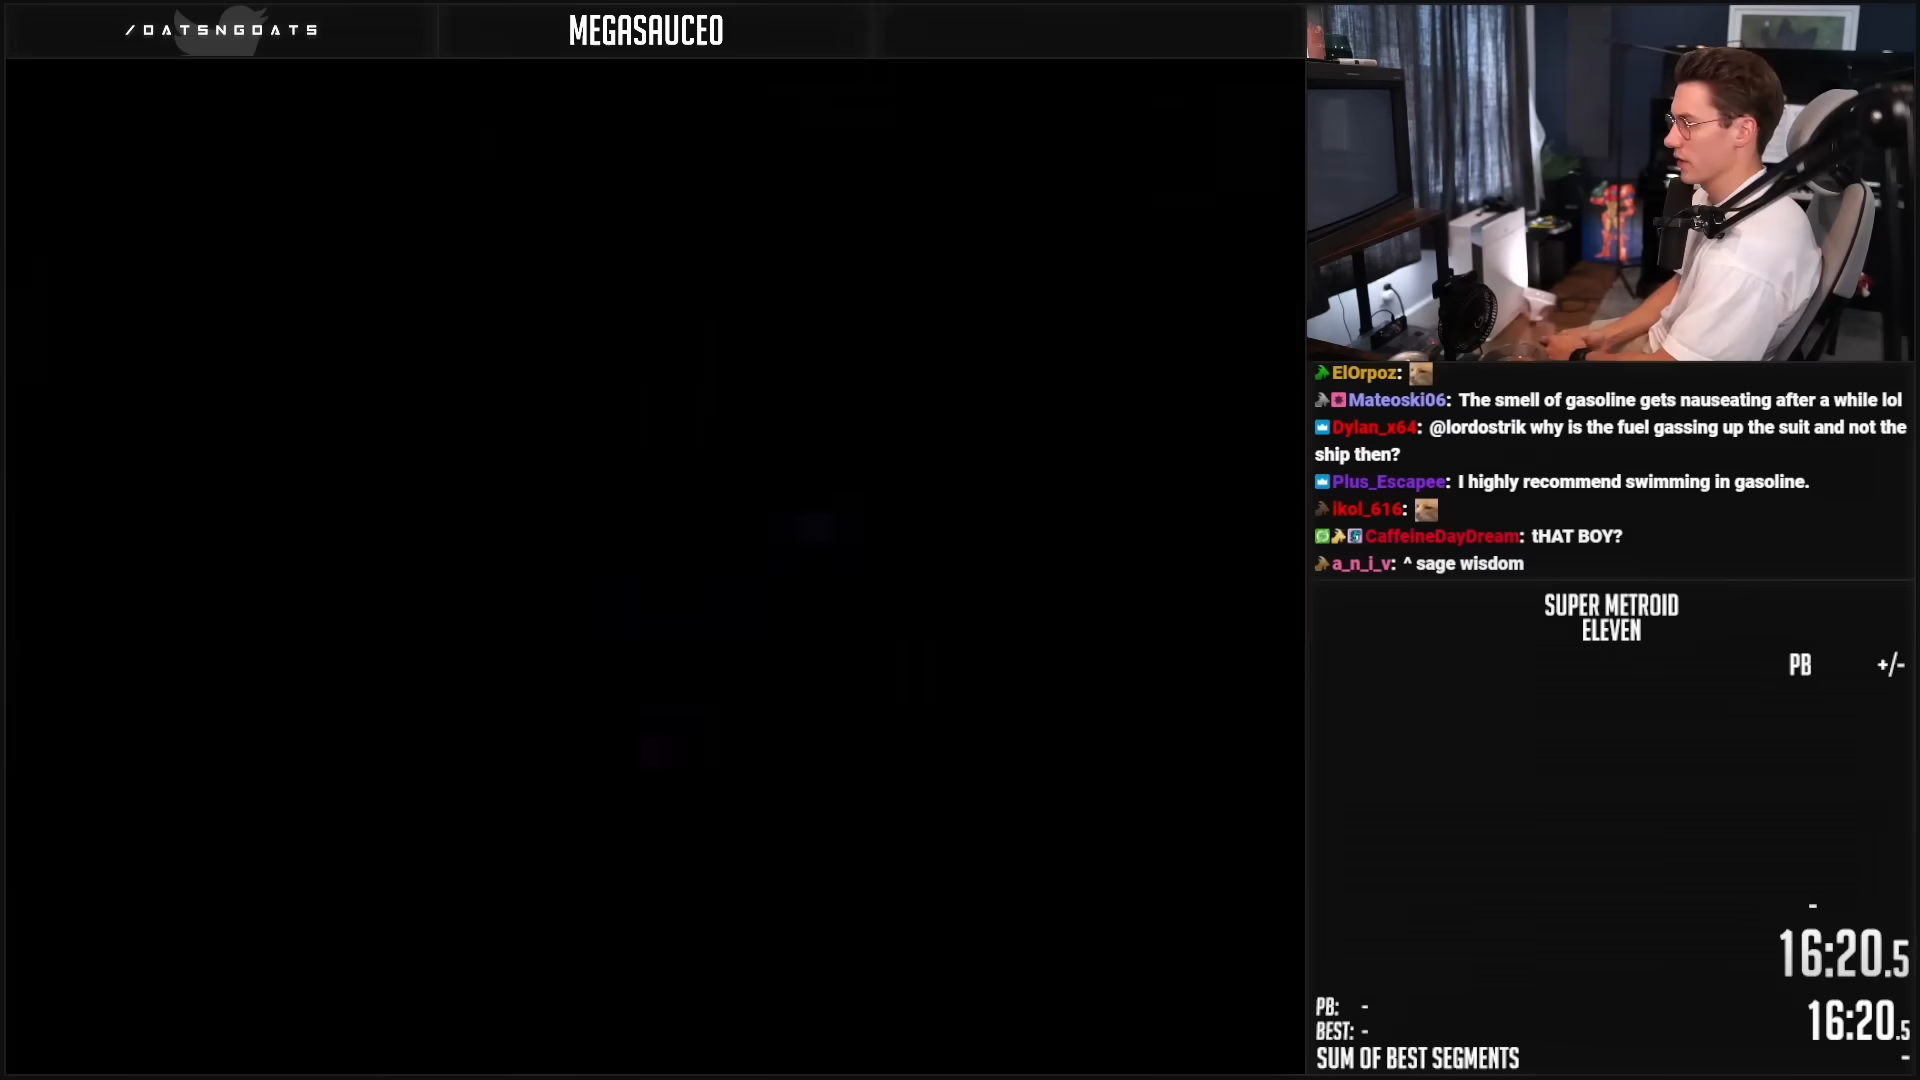 /OATSNGOATS
MEGASAUCEO
ElOrpoz:
Mateoski06: The smell of gasoline gets nauseating after a while lol
Dylan_x64: @lordostrik why is the fuel gassing up the suit and not the
ship then?
Plus_Escapee: I highly recommend swimming in gasoline.
ikol_616:
CaffeineDayDream: tHAT BOY?
a_n_i_v: ^ sage wisdom
SUPER METROID
ELEVEN
PB +/-
-
16:20.5
PB: -
16:20.5
BEST: -
SUM OF BEST SEGMENTS -